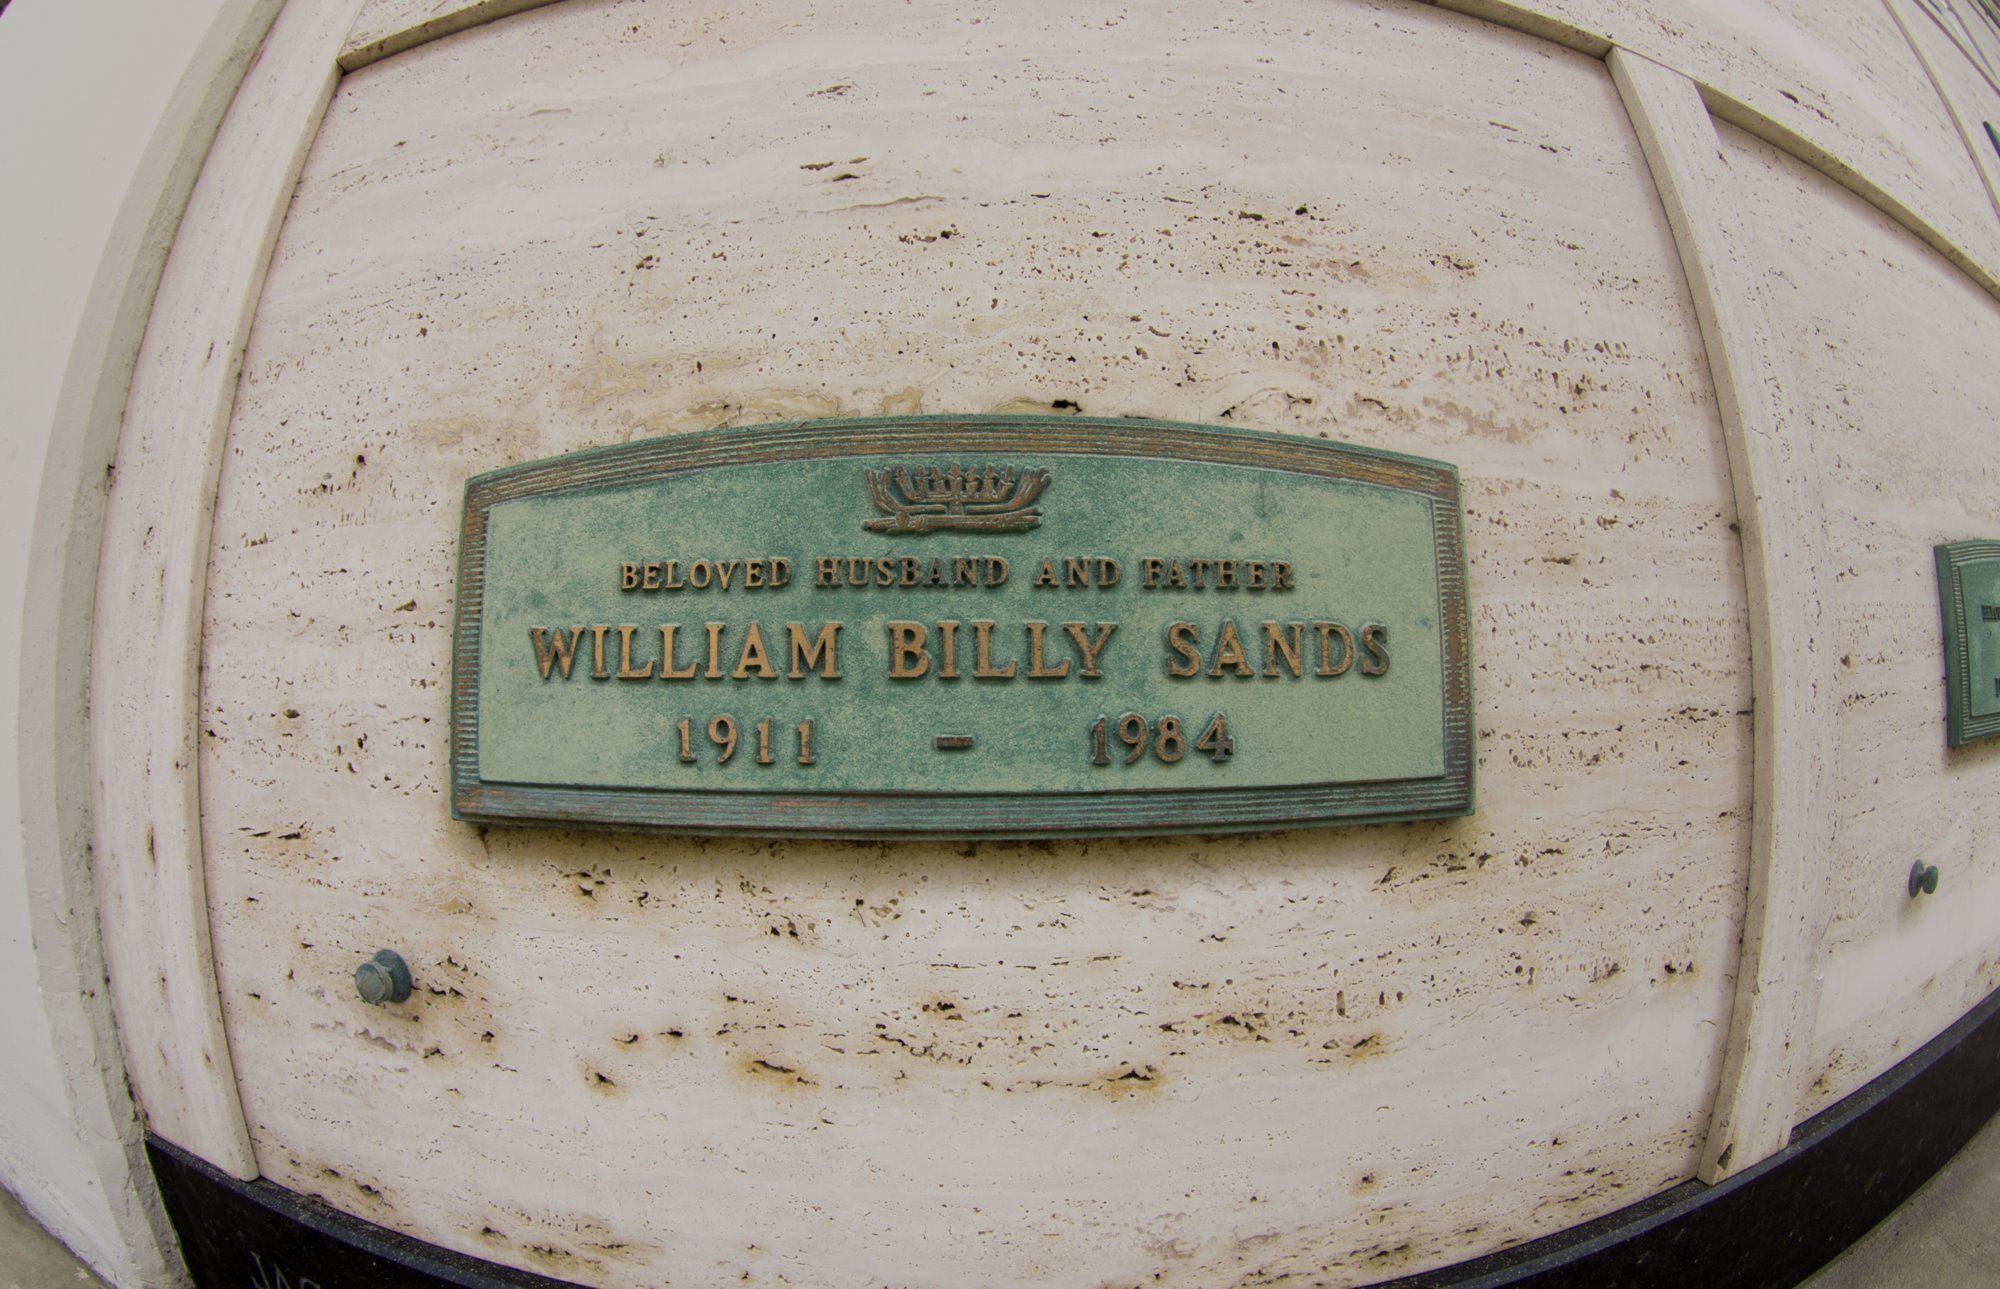 BELOVED HUSBAND AND FATHER
WILLIAM BILLY SANDS
1911 - 1984